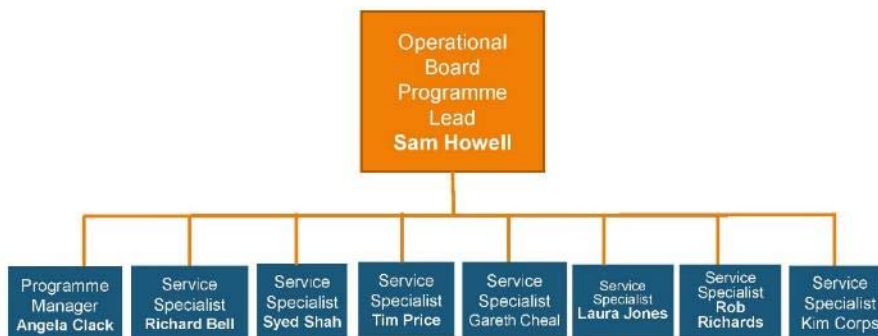 Operational
Board
Programme
Lead
Sam Howell
Programme
Manager
Angela Clack
Service
Specialist
Richard Bell
Service
Specialist
Syed Shah
Service
Specialist
Tim Price
Service
Specialist
Gareth Cheal
Service
Specialist
Laura Jones
Service
Specialist
Rob
Richards
Service
Specialist
Kim Corps